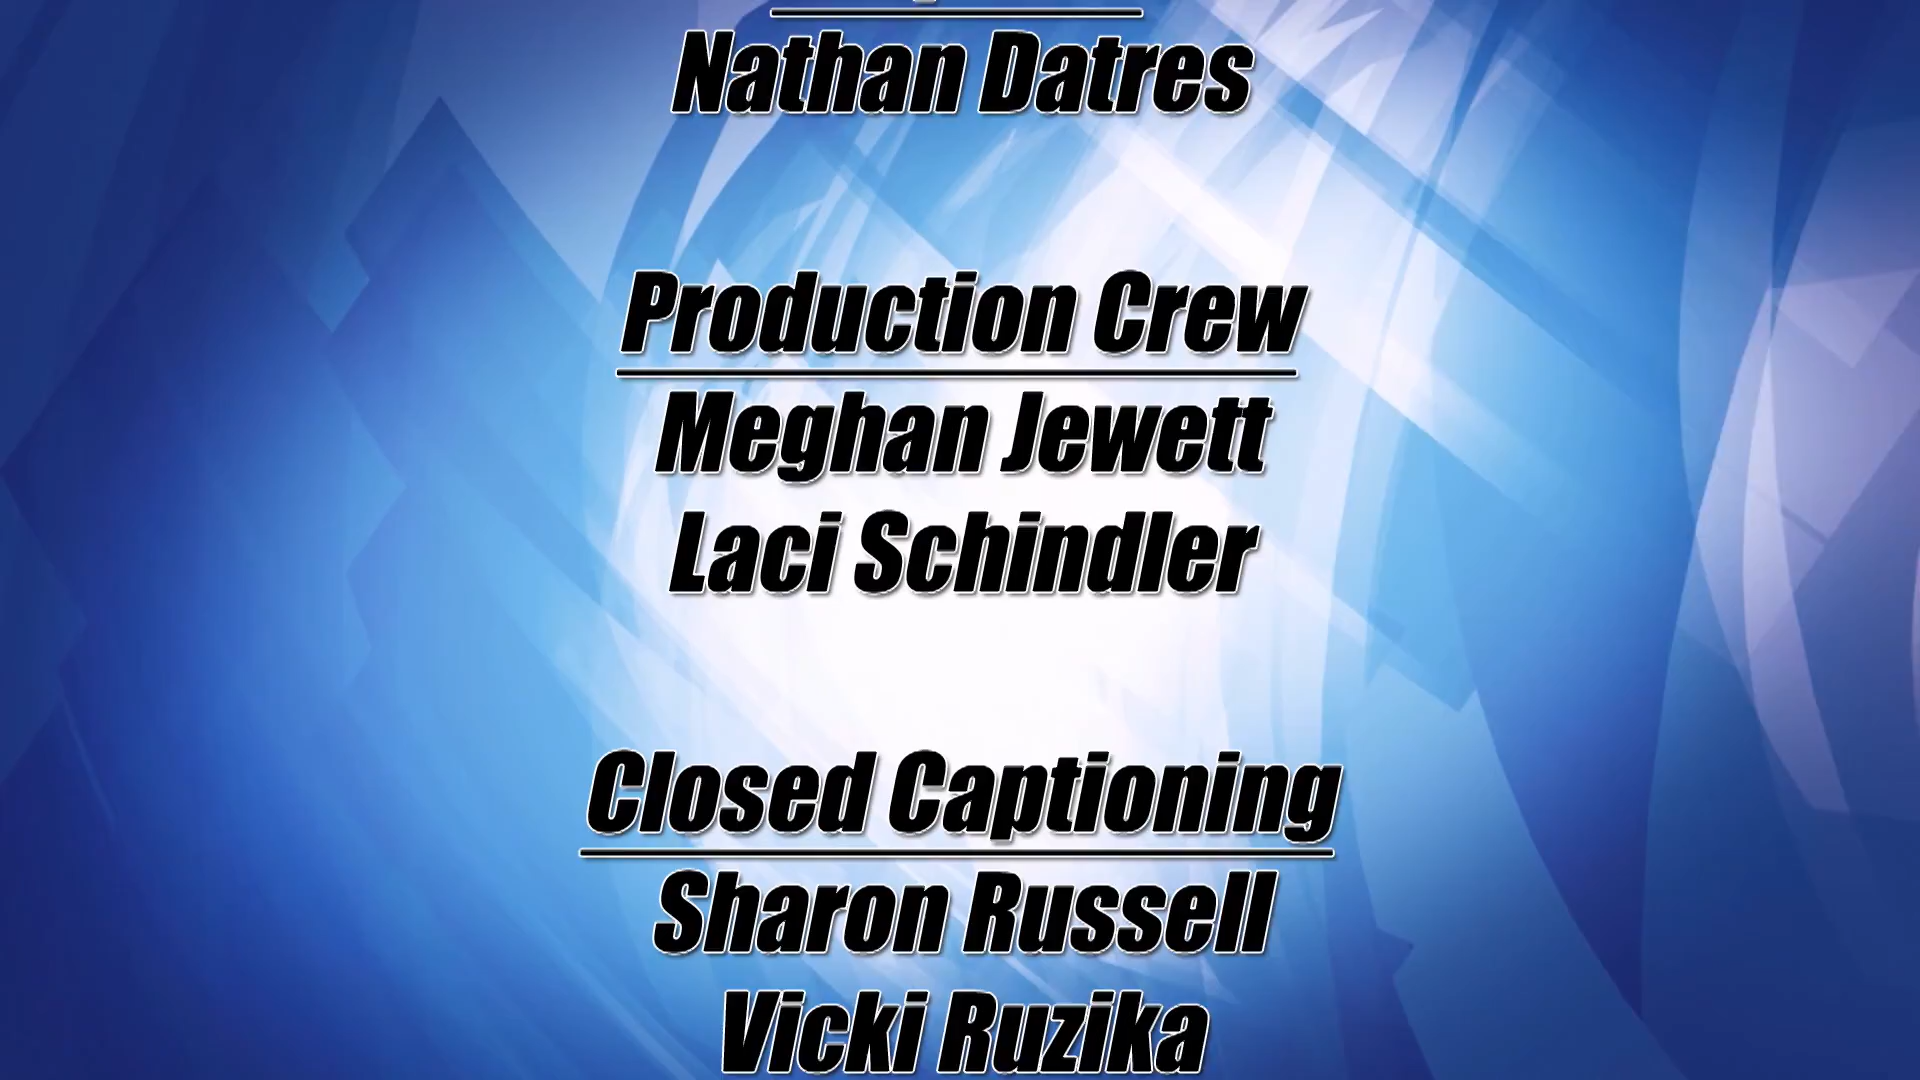 Nathan Datres
Production Crew
Meghan Jewett
Laci Schindler
Closed Captioning
Sharon Russell
Vicki Ruzika